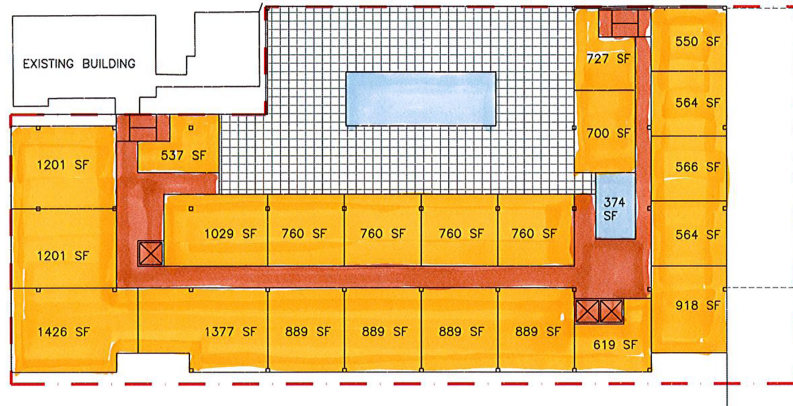 550 SF
727 SF
EXISTING BUILDING
564 SF
700 SF
537 SF
1201 SF
566 SF
374
SF
1029 SF
760 SF
760 SF
760 SF
760 SF
564 SF
1201 SF
918 SF
1426 SF
1377 SF
889 SF
889 SF
889 SF
889 SF
619 SF